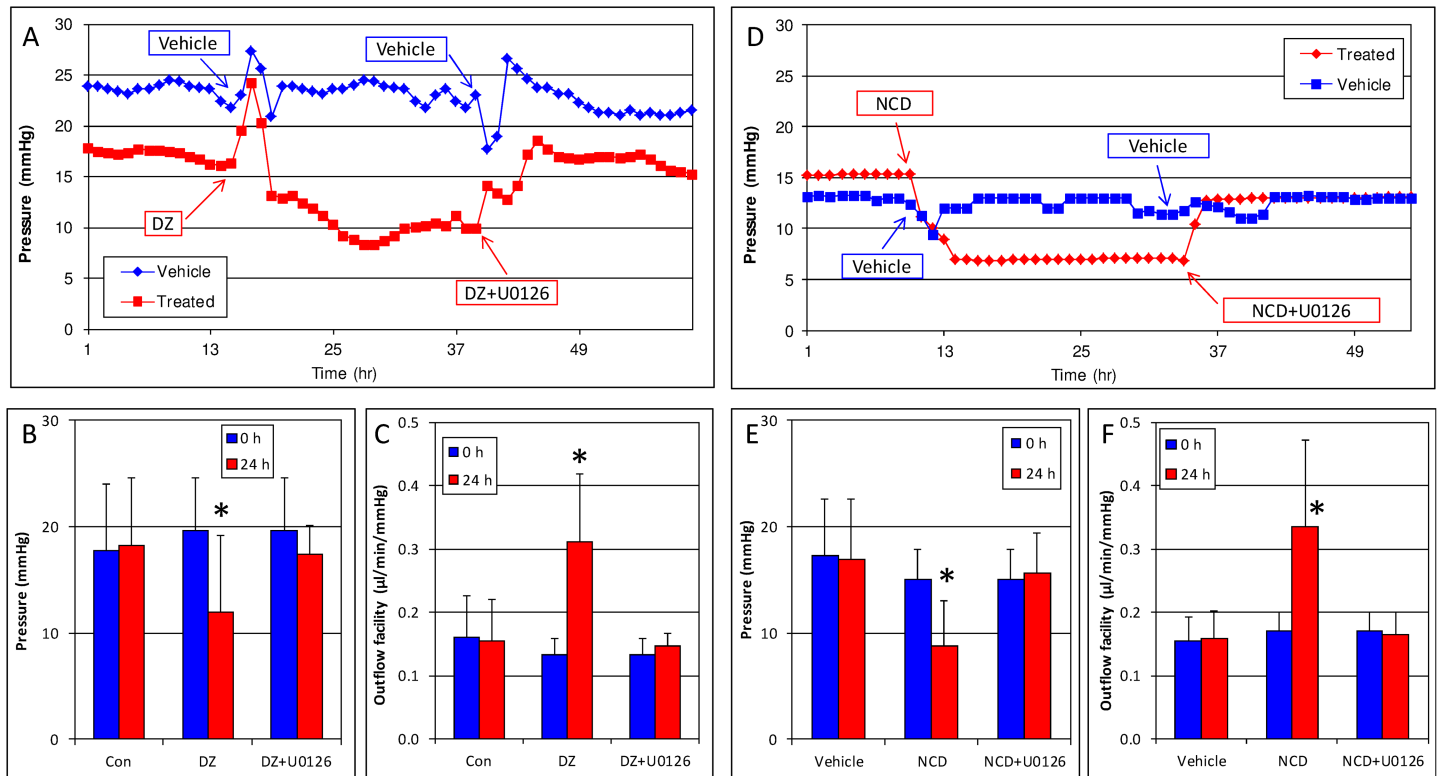 A
Pressure (mmHg)
30
25
20
15
10
5
0
Vehicle
Vehicle
DZ
DZ+U0126
Vehicle
Treated
1
13
25
37
49
Time (hr)
D
Pressure (mmHg)
30
25
20
15
10
5
0
Treated
Vehicle
NCD
Vehicle
Vehicle
NCD+U0126
1
13
25
37
49
Time (hr)
B
Pressure (mmHg)
30
20
10
0
0 h
24 h
*
Con
DZ
DZ+U0126
C
Outflow facility (µl/min/mmHg)
0.5
0.4
0.3
0.2
0.1
0.0
0 h
24 h
*
Con
DZ
DZ+U0126
E
Pressure (mmHg)
30
20
10
0
0 h
24 h
*
Vehicle
NCD
NCD+U0126
F
Outflow facility (µl/min/mmHg)
0.5
0.4
0.3
0.2
0.1
0.0
0 h
24 h
*
Vehicle
NCD
NCD+U0126